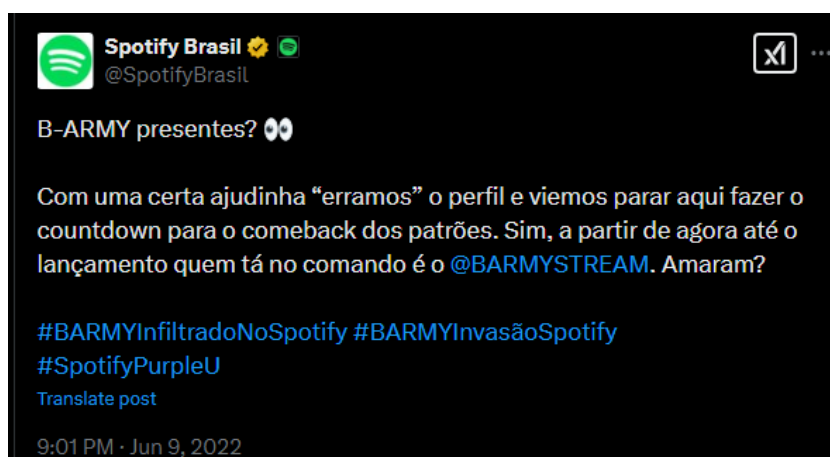 Spotify Brasil
@SpotifyBrasil
B-ARMY presentes? 👀
Com uma certa ajudinha “erramos” o perfil e viemos parar aqui fazer o
countdown para o comeback dos patrões. Sim, a partir de agora até o
lançamento quem tá no comando é o @BARMYSTREAM. Amaram?
#BARMYInfiltradoNoSpotify #BARMYInvasãoSpotify
#SpotifyPurpleU
Translate post
9:01 PM · Jun 9, 2022